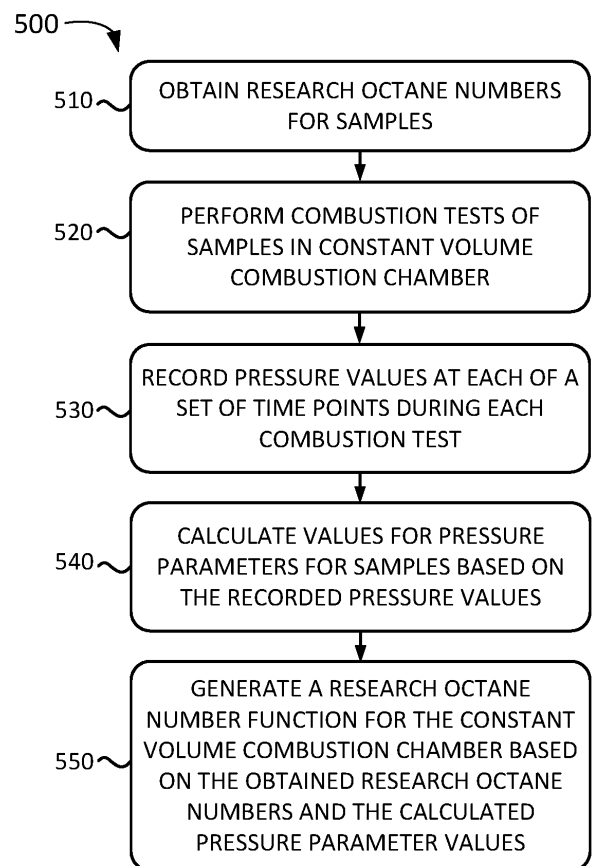 500
510
OBTAIN RESEARCH OCTANE NUMBERS
FOR SAMPLES
520
PERFORM COMBUSTION TESTS OF
SAMPLES IN CONSTANT VOLUME
COMBUSTION CHAMBER
530
RECORD PRESSURE VALUES AT EACH OF A
SET OF TIME POINTS DURING EACH
COMBUSTION TEST
540
CALCULATE VALUES FOR PRESSURE
PARAMETERS FOR SAMPLES BASED ON
THE RECORDED PRESSURE VALUES
550
GENERATE A RESEARCH OCTANE
NUMBER FUNCTION FOR THE CONSTANT
VOLUME COMBUSTION CHAMBER BASED
ON THE OBTAINED RESEARCH OCTANE
NUMBERS AND THE CALCULATED
PRESSURE PARAMETER VALUES